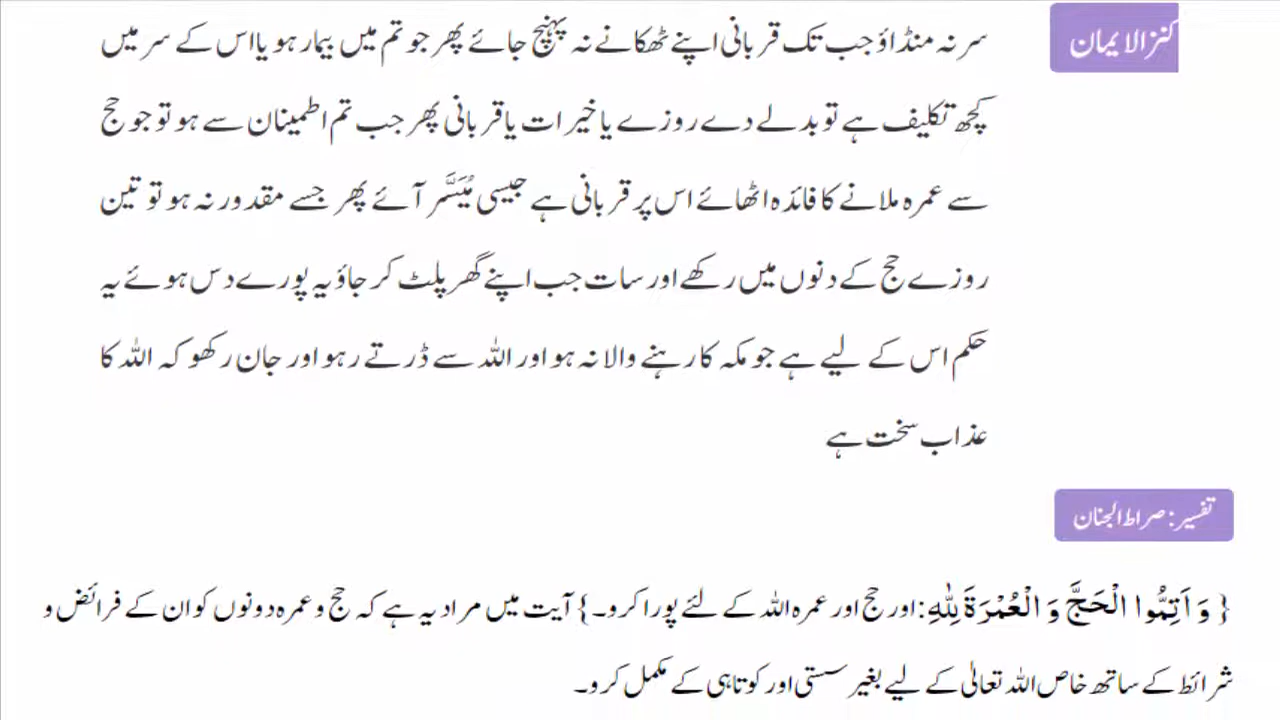 کنزالایمان
سر نہ منڈاؤ جب تک قربانی اپنے ٹھکانے نہ پہنچ جائے پھر جو تم میں بیمار ہو یا اس کے سر میں
کچھ تکلیف ہے تو بدلے دے روزے یا خیرات یا قربانی پھر جب تم اطمینان سے ہو تو جو حج
سے عمرہ ملانے کا فائدہ اٹھائے اس پر قربانی ہے جیسی مُیَسَّر آئے پھر جسے مقدور نہ ہو تو تین
روزے حج کے دنوں میں رکھے اور سات جب اپنے گھر پلٹ کر جاؤ یہ پورے دس ہوئے یہ
حکم اس کے لیے ہے جو مکہ کا رہنے والا نہ ہو اور اللہ سے ڈرتے رہو اور جان رکھو کہ اللہ کا
عذاب سخت ہے
تفسیر: صراط الجنان
{وَ اَتِمُّوا الْحَجَّ وَ الْعُمْرَةَ لِلّٰهِ: اور حج اور عمرہ اللہ کے لئے پورا کرو۔} آیت میں مراد یہ ہے کہ حج و عمرہ دونوں کو ان کے فرائض و
شرائط کے ساتھ خاص اللہ تعالیٰ کے لیے بغیر سستی اور کوتاہی کے مکمل کرو۔